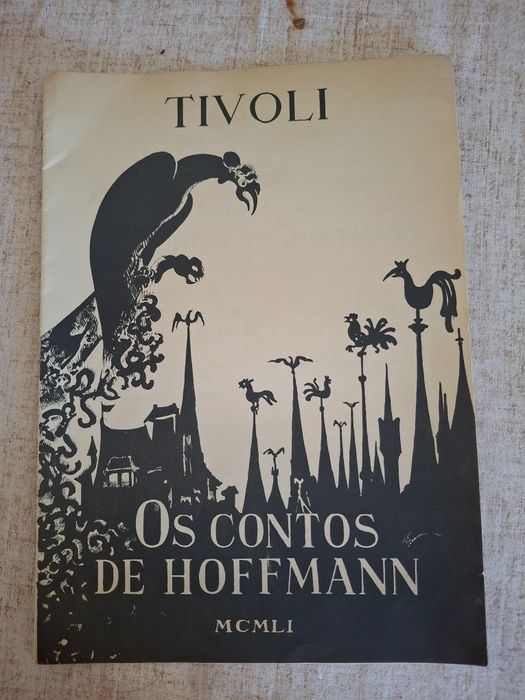 TIVOLI
OS CONTOS
DE HOFFMANN
MCMLI